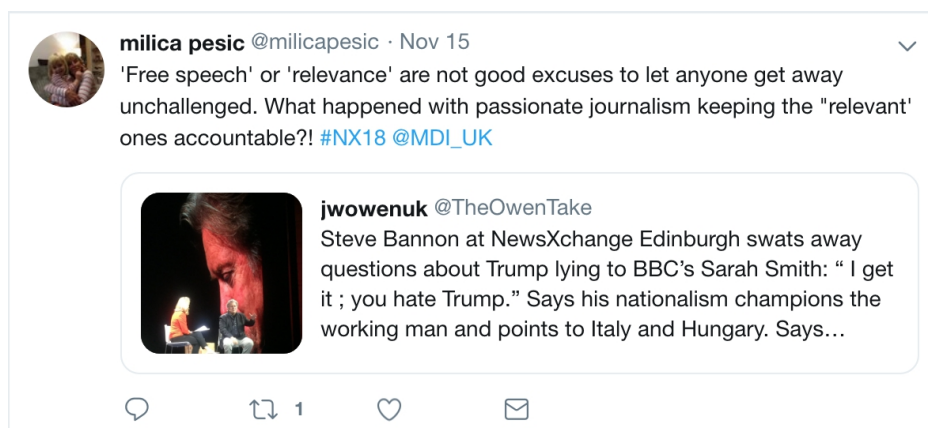 milica pesic @milicapesic · Nov 15
'Free speech' or 'relevance' are not good excuses to let anyone get away
unchallenged. What happened with passionate journalism keeping the "relevant'
ones accountable?! #NX18 @MDI_UK
jwowenuk @TheOwenTake
Steve Bannon at NewsXchange Edinburgh swats away
questions about Trump lying to BBC’s Sarah Smith: “ I get
it ; you hate Trump.” Says his nationalism champions the
working man and points to Italy and Hungary. Says…
1